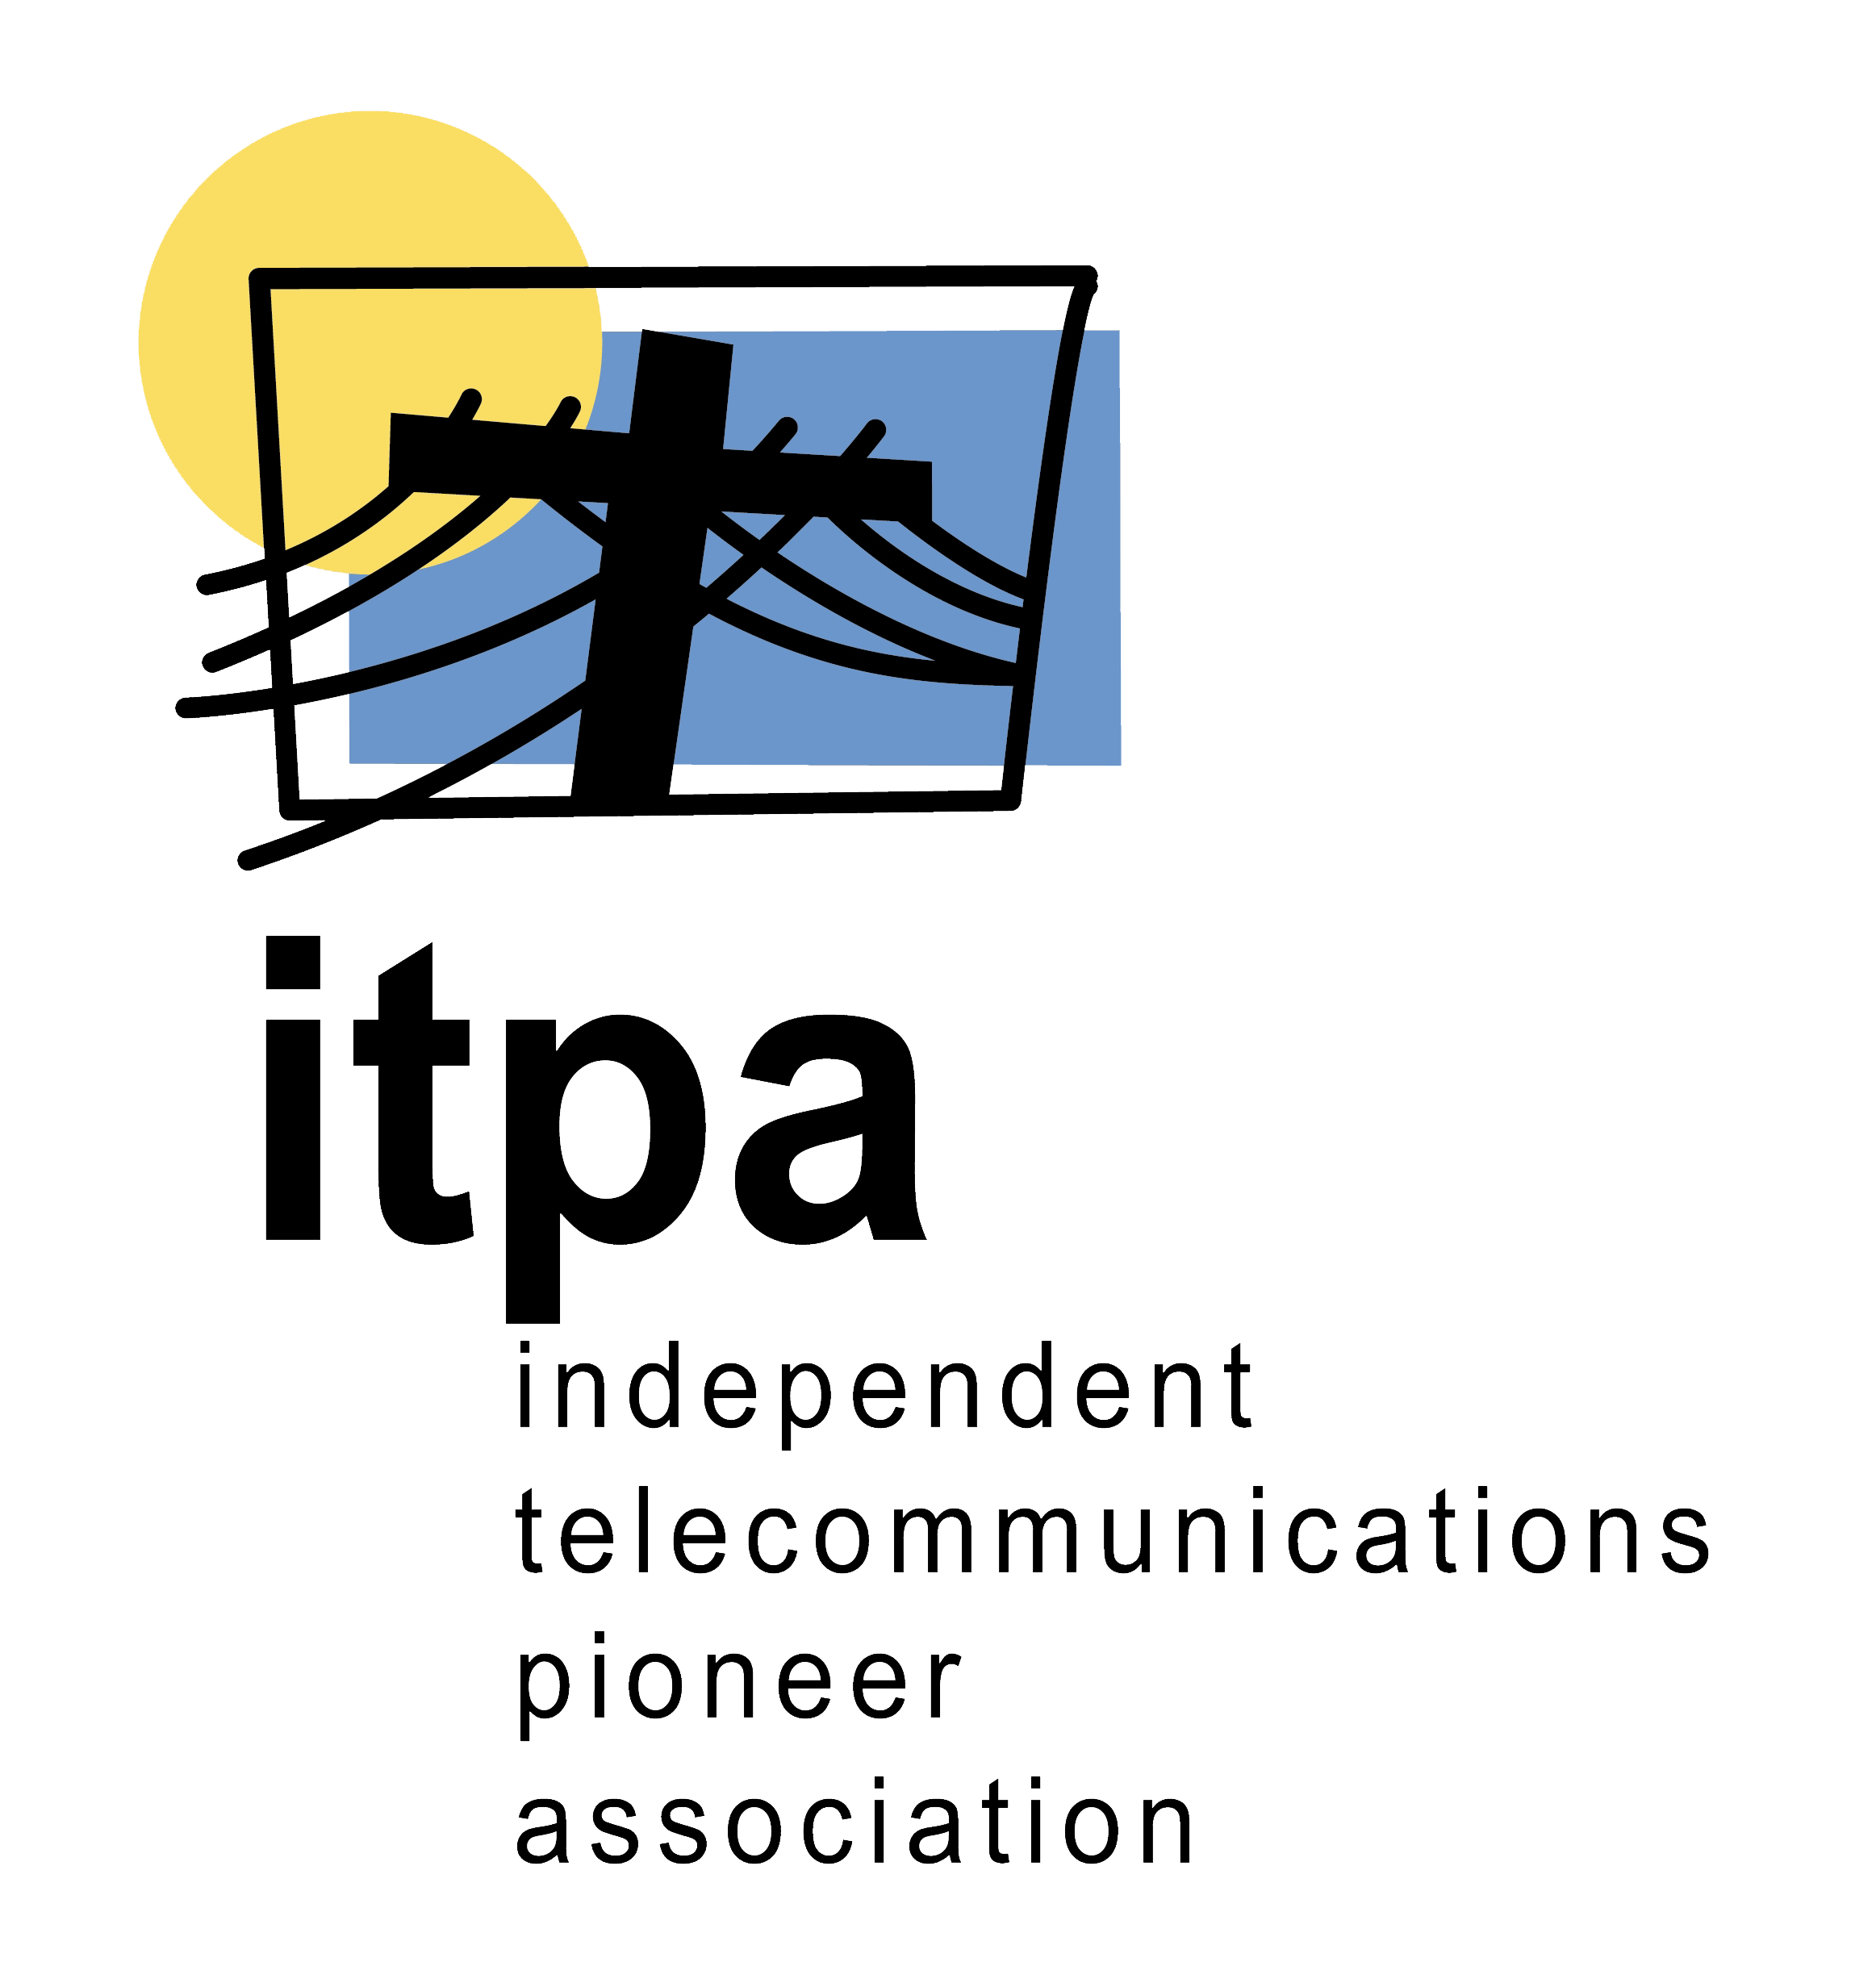 itpa
independent
telecommunications
pioneer
association